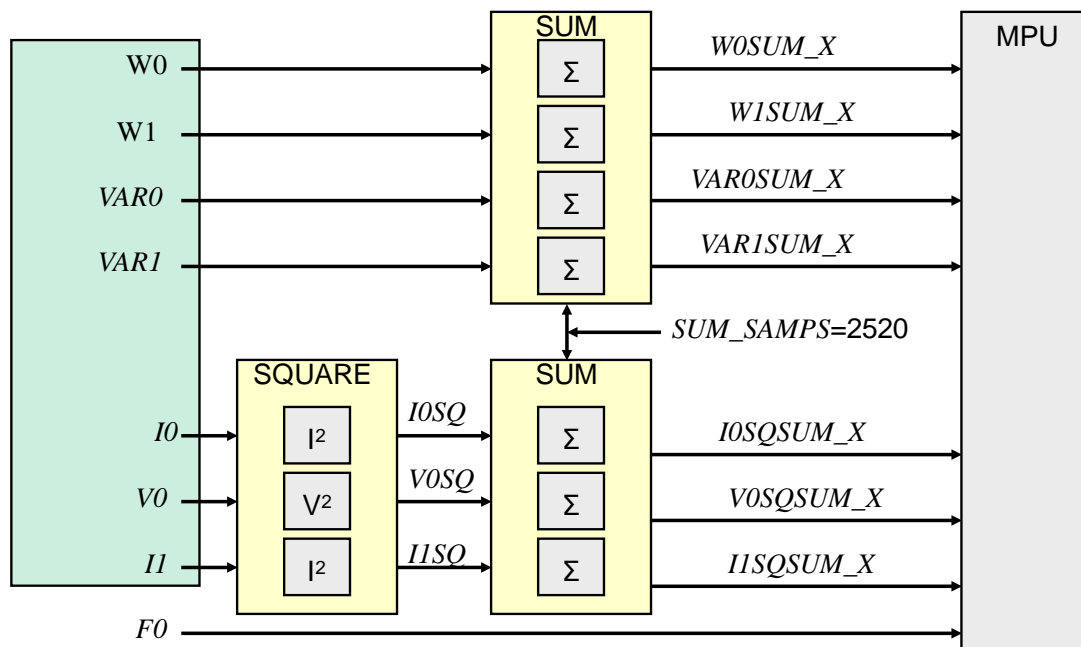 SUM
MPU
W0
Σ
W0SUM_X
W1
Σ
W1SUM_X
VAR0
Σ
VAR0SUM_X
VAR1
Σ
VAR1SUM_X
SUM_SAMPS=2520
SQUARE
SUM
I0
I²
I0SQ
Σ
I0SQSUM_X
V0
V²
V0SQ
Σ
V0SQSUM_X
I1
I²
I1SQ
Σ
I1SQSUM_X
F0